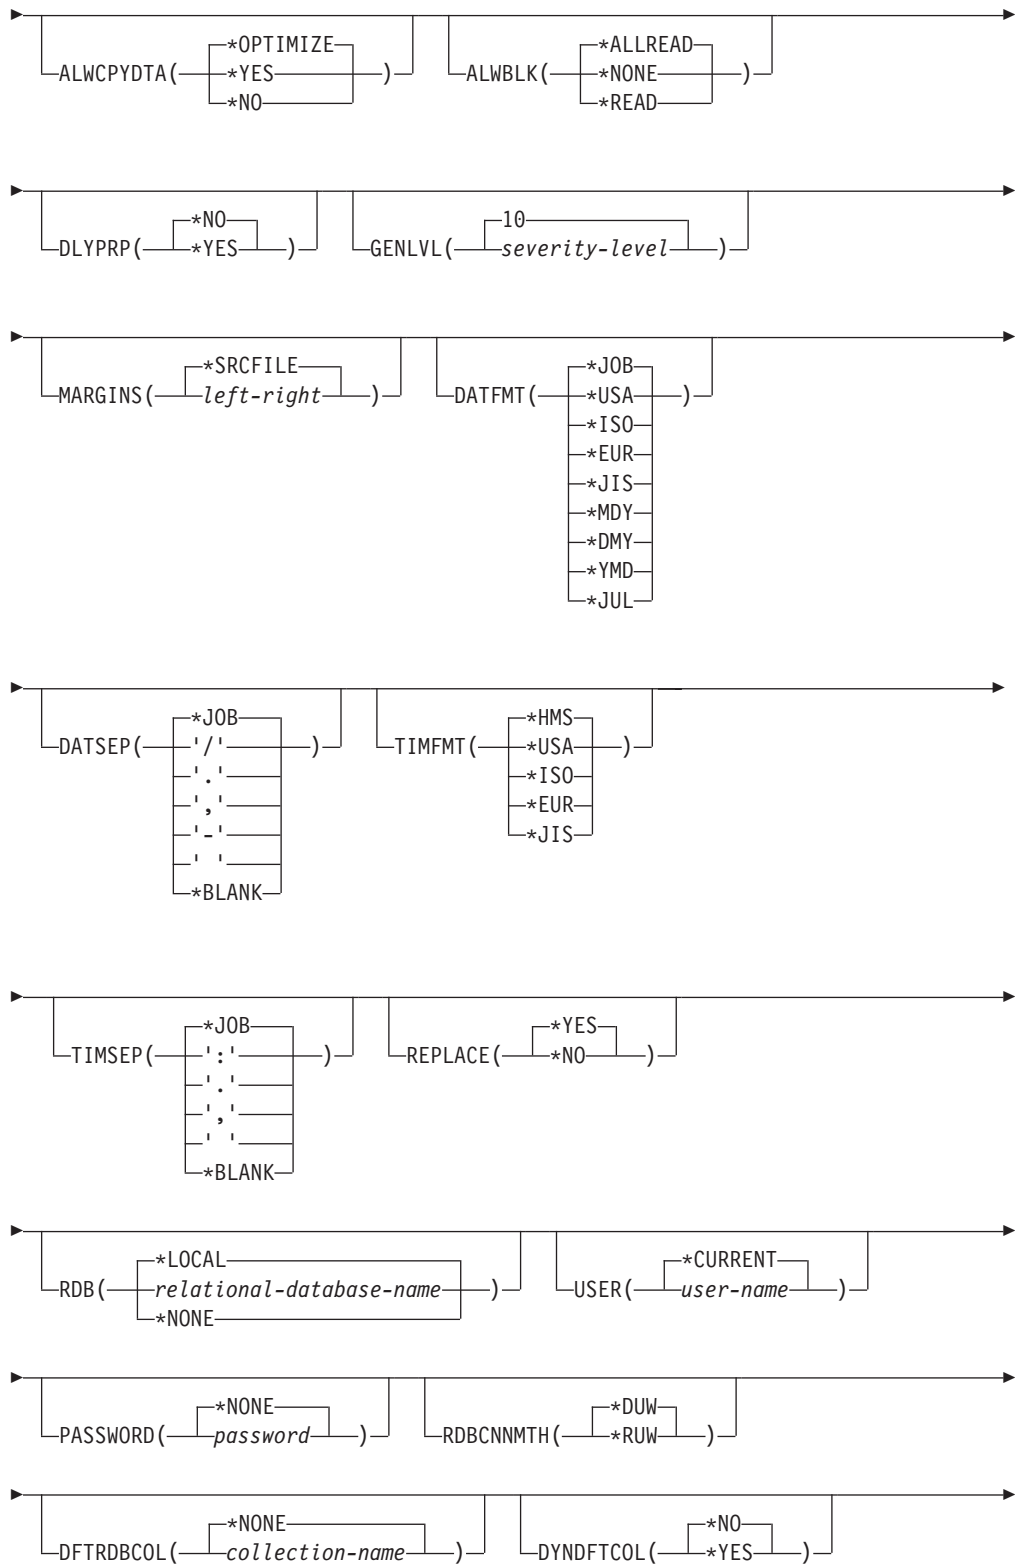 *OPTIMIZE *ALLREAD
ALWCPYDTA( *YES ) ALWBLK( *NONE )
*NO *READ
*NO 10
DLYPRP( *YES ) GENLVL( severity-level )
*SRCFILE *JOB
MARGINS( left-right ) DATFMT( *USA )
*ISO
*EUR
*JIS
*MDY
*DMY
*YMD
*JUL
*JOB *HMS
DATSEP( '/' ) TIMFMT( *USA )
'.' *ISO
',' *EUR
'-' *JIS
' '
*BLANK
*JOB *YES
TIMSEP( ':' ) REPLACE( *NO )
'.'
','
' '
*BLANK
*LOCAL *CURRENT
RDB( relational-database-name ) USER( user-name )
*NONE
*NONE *DUW
PASSWORD( password ) RDBCNNMTH( *RUW )
*NONE *NO
DFTRDBCOL( collection-name ) DYNDFTCOL( *YES )